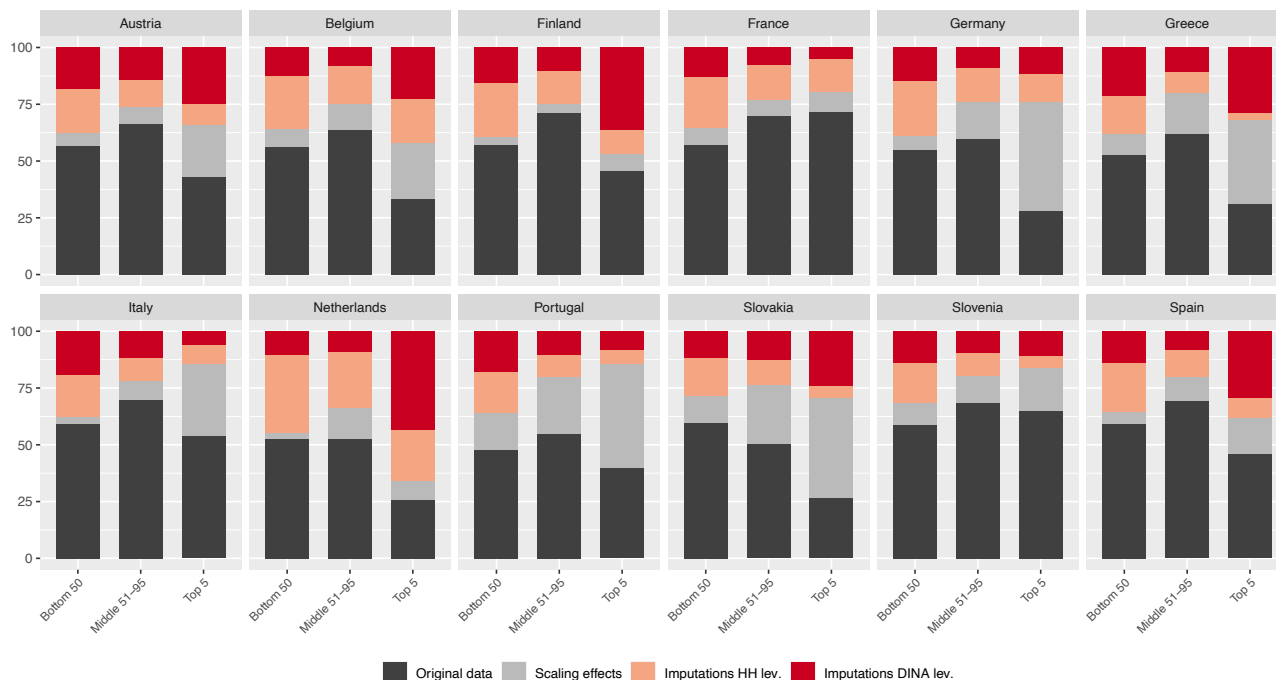 Austria Belgium Finland France Germany Greece
100
75
50
25
0
Italy Netherlands Portugal Slovakia Slovenia Spain
100
75
50
25
0
Bottom 50 Middle 51-95 Top 5 Bottom 50 Middle 51-95 Top 5 Bottom 50 Middle 51-95 Top 5 Bottom 50 Middle 51-95 Top 5 Bottom 50 Middle 51-95 Top 5 Bottom 50 Middle 51-95 Top 5
Original data Scaling effects Imputations HH lev. Imputations DINA lev.